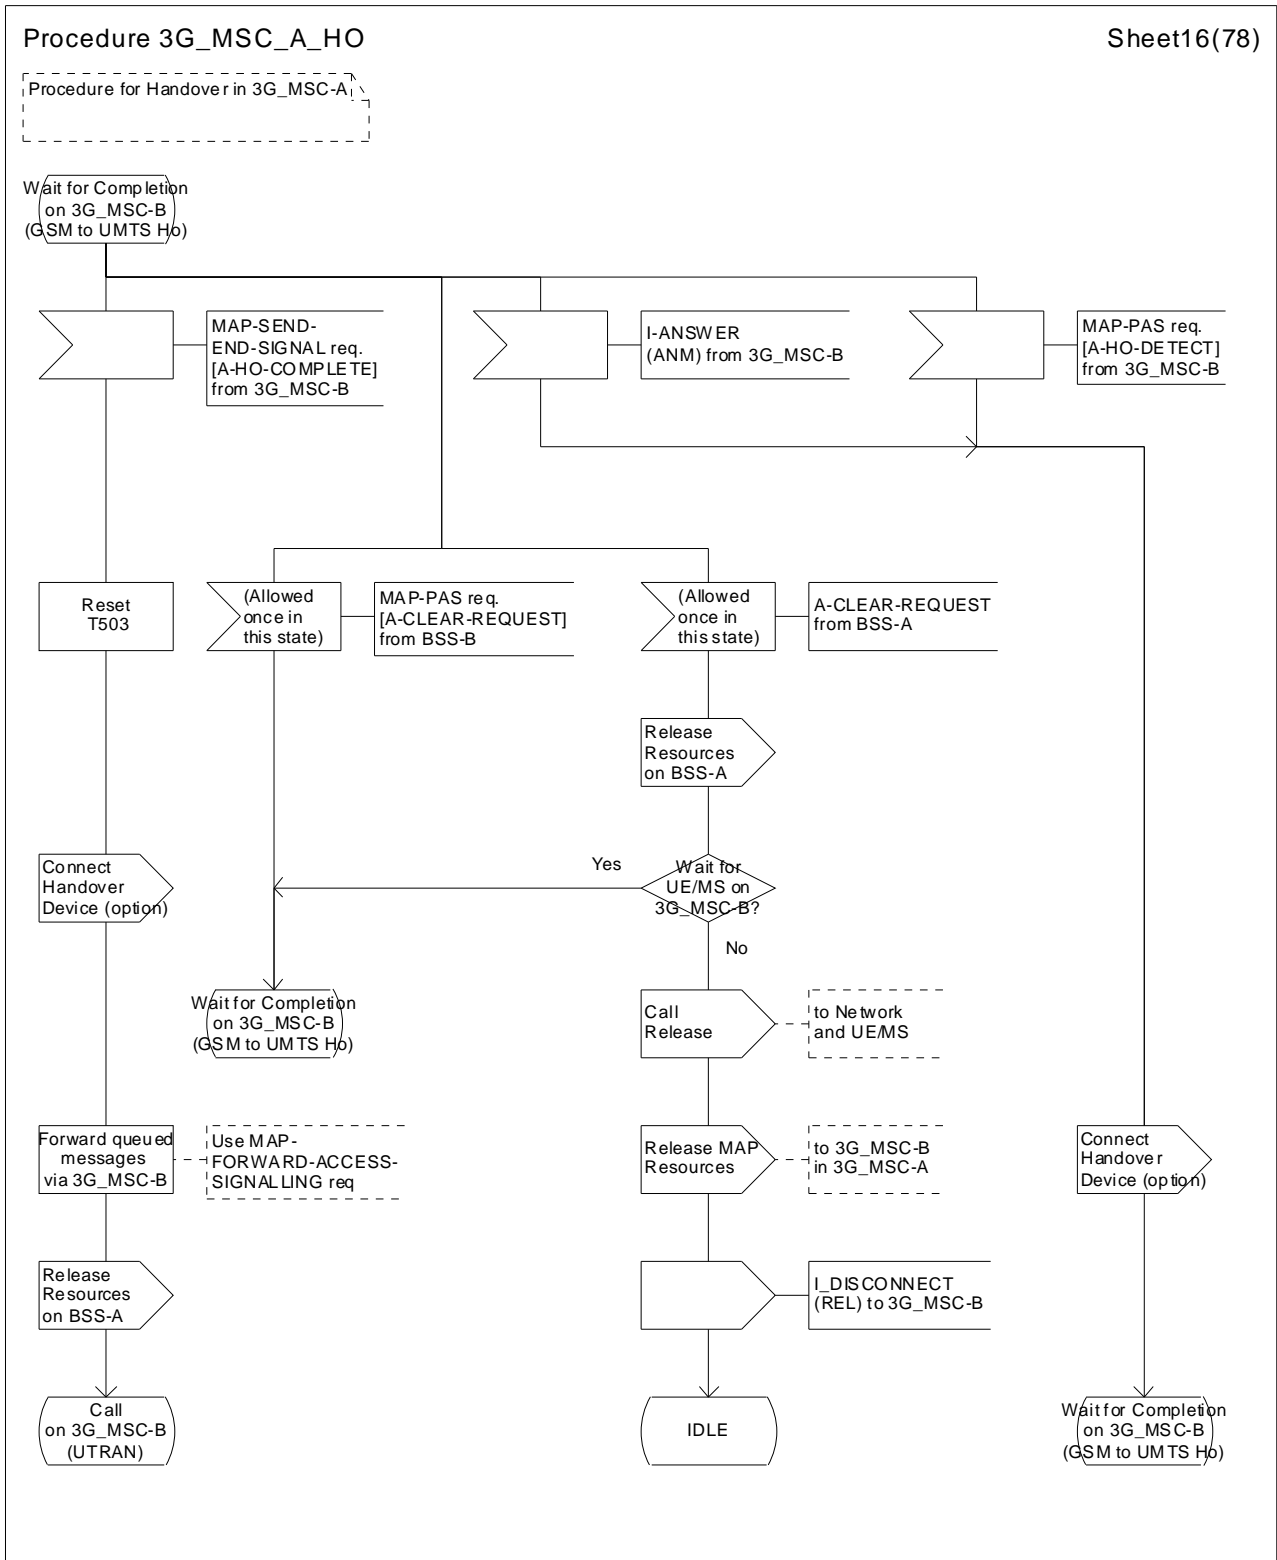 Procedure 3G_MSC_A_HO
Sheet16(78)
Procedure for Handover in 3G_MSC-A
Wait for Completion
on 3G_MSC-B
(GSM to UMTS Ho)
MAP-SEND-
END-SIGNAL req.
[A-HO-COMPLETE]
from 3G_MSC-B
I-ANSWER
(ANM) from 3G_MSC-B
MAP-PAS req.
[A-HO-DETECT]
from 3G_MSC-B
Reset
T503
(Allowed
once in
this state)
MAP-PAS req.
[A-CLEAR-REQUEST]
from BSS-B
(Allowed
once in
this state)
A-CLEAR-REQUEST
from BSS-A
Release
Resources
on BSS-A
Connect
Handover
Device (option)
Yes
Wait for
UE/MS on
3G_MSC-B?
No
Wait for Completion
on 3G_MSC-B
(GSM to UMTS Ho)
Call
Release
to Network
and UE/MS
Forward queued
messages
via 3G_MSC-B
Use MAP-
FORWARD-ACCESS-
SIGNALLING req
Release MAP
Resources
to 3G_MSC-B
in 3G_MSC-A
Connect
Handover
Device (option)
Release
Resources
on BSS-A
I_DISCONNECT
(REL) to 3G_MSC-B
Call
on 3G_MSC-B
(UTRAN)
IDLE
Wait for Completion
on 3G_MSC-B
(GSM to UMTS Ho)